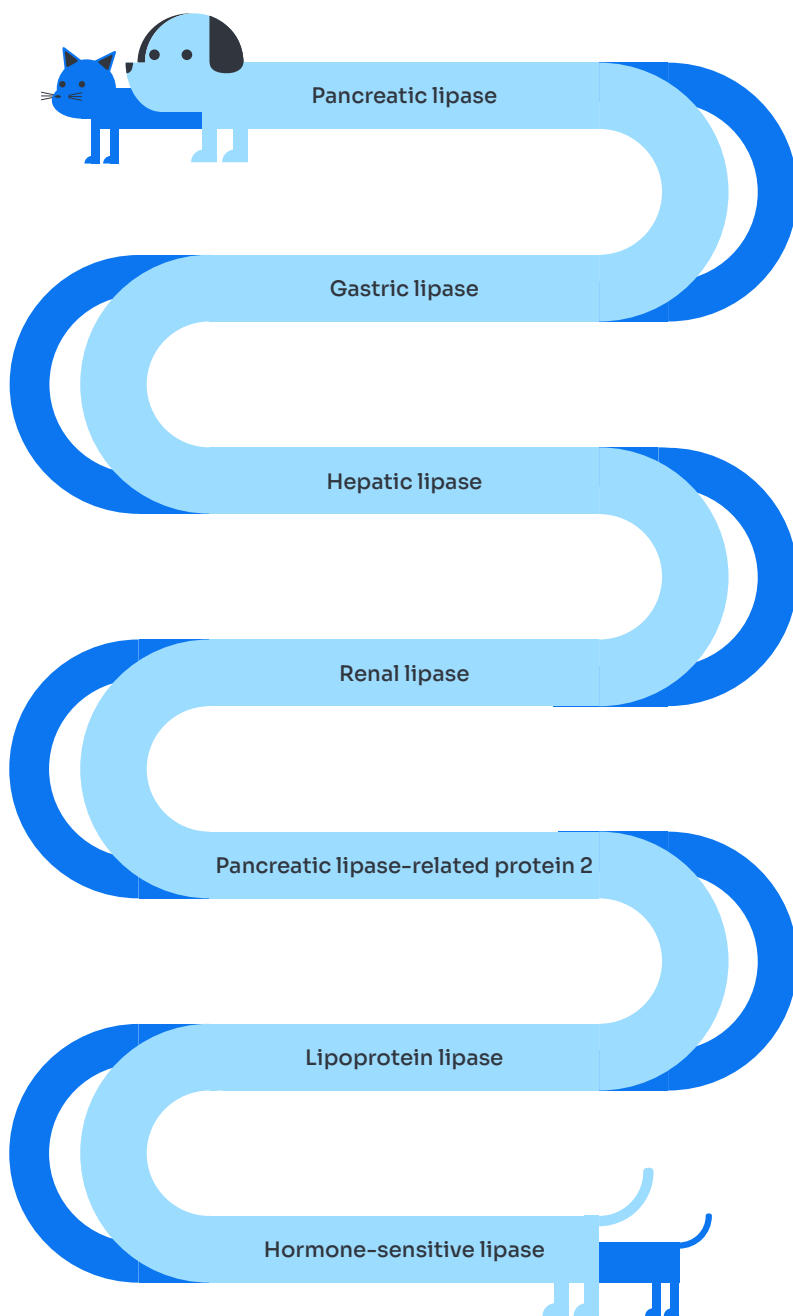 Pancreatic lipase
Gastric lipase
Hepatic lipase
Renal lipase
Pancreatic lipase-related protein 2
Lipoprotein lipase
Hormone-sensitive lipase